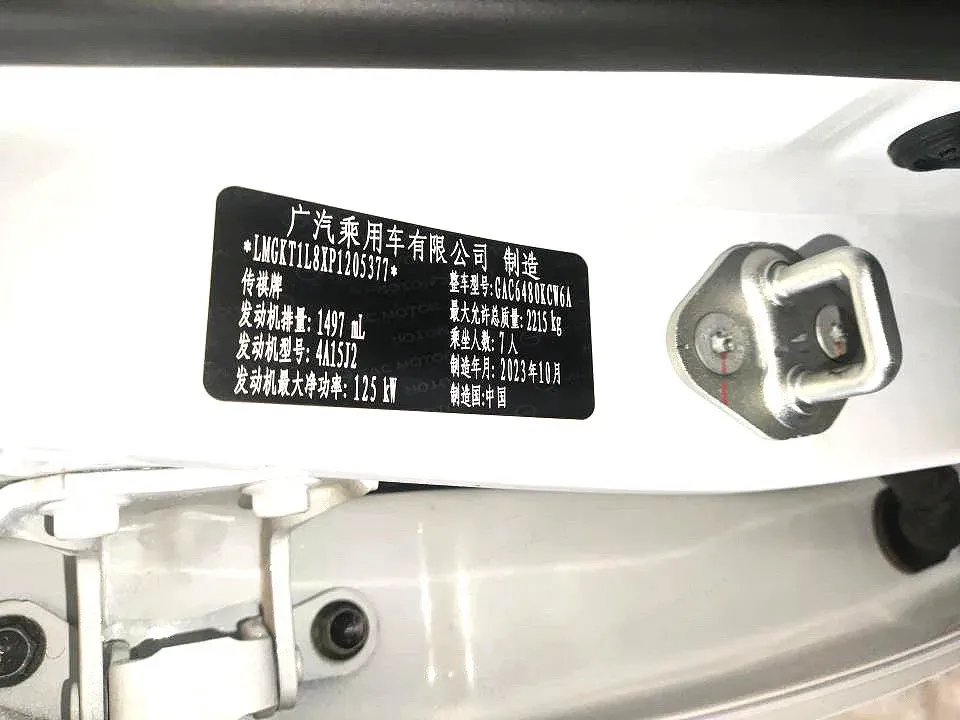 广汽乘用车有限公司 制造
*LMGKT1L8XP1205377*
传祺牌
整车型号:GAC6480KCW6A
发动机排量: 1497 mL
最大允许总质量: 2215 kg
发动机型号: 4A15J2
乘坐人数: 7人
发动机最大净功率: 125 kW
制造年月: 2023年10月
制造国:中国